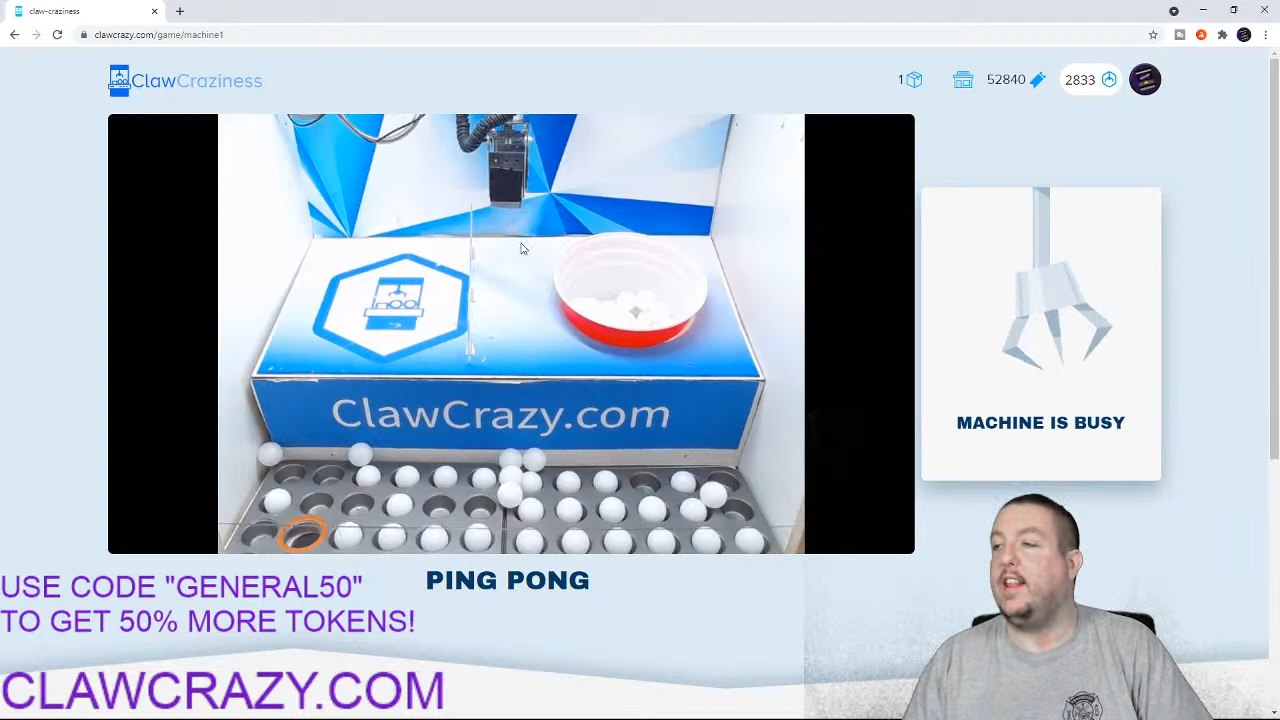 claw-craziness
clawcrazy.com/game/machine1
ClawCraziness
1
52840
2833
ClawCrazy.com
MACHINE IS BUSY
PING PONG
USE CODE "GENERAL50"
TO GET 50% MORE TOKENS!
CLAWCRAZY.COM